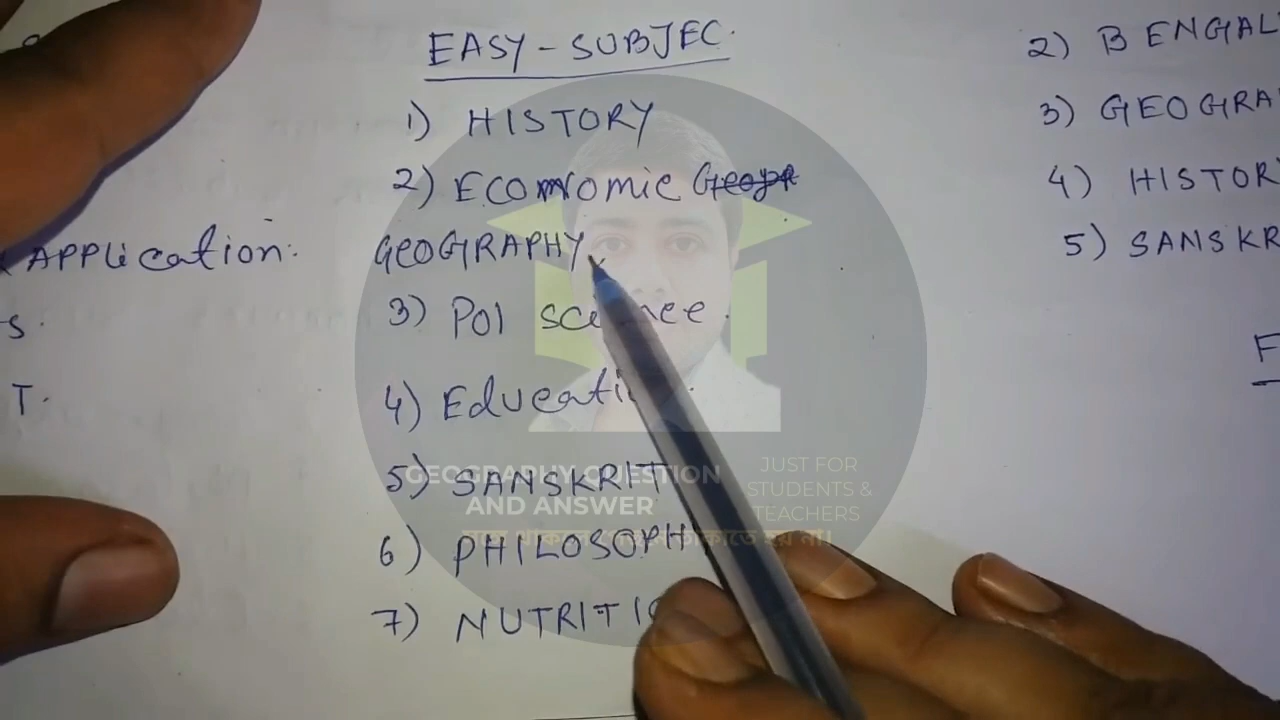 EASY - SUBJEC.
1) HISTORY
2) ECONOMIC
GEOGRAPHY
3) Pol science.
4) Educati
5) SANSKRIT
6) PHILOSOPH
7) NUTRITIO
APPLication.
S.
T.
2) BENGAL
3) GEOGRA
4) HISTOR
5) SANSKR
F
GEOGRAPHY QUESTION
AND ANSWER
JUST FOR
STUDENTS &
TEACHERS